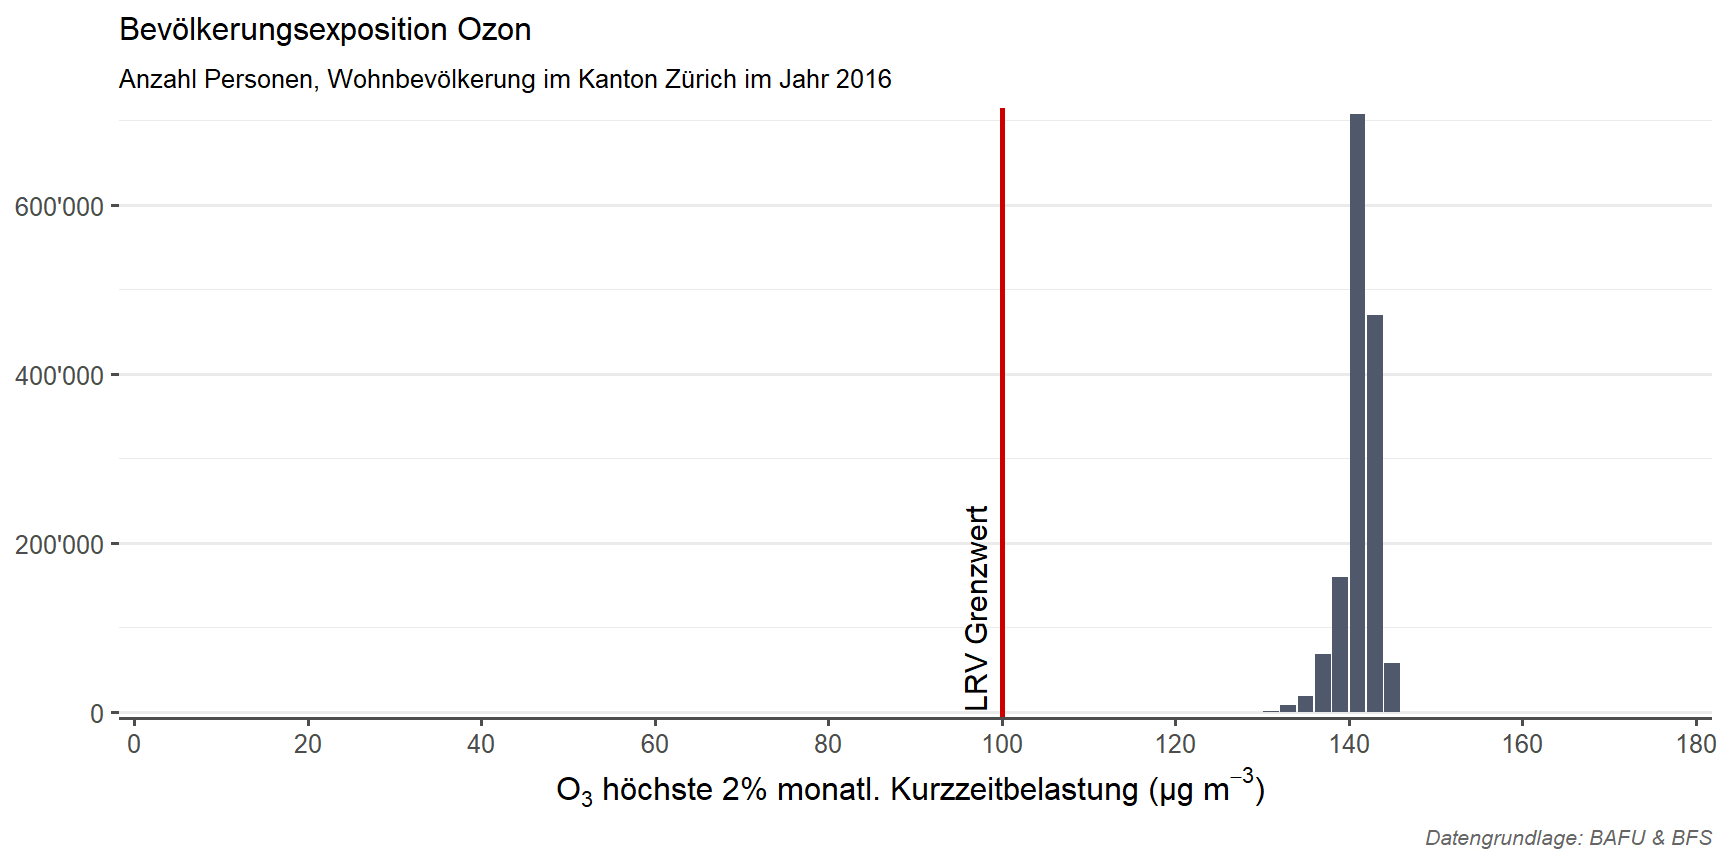 Bevölkerungsexposition Ozon
Anzahl Personen, Wohnbevölkerung im Kanton Zürich im Jahr 2016
600'000
400'000
200'000
0
LRV Grenzwert
0 20 40 60 80 100 120 140 160 180
O₃ höchste 2% monatl. Kurzzeitbelastung (µg m⁻³)
Datengrundlage: BAFU & BFS